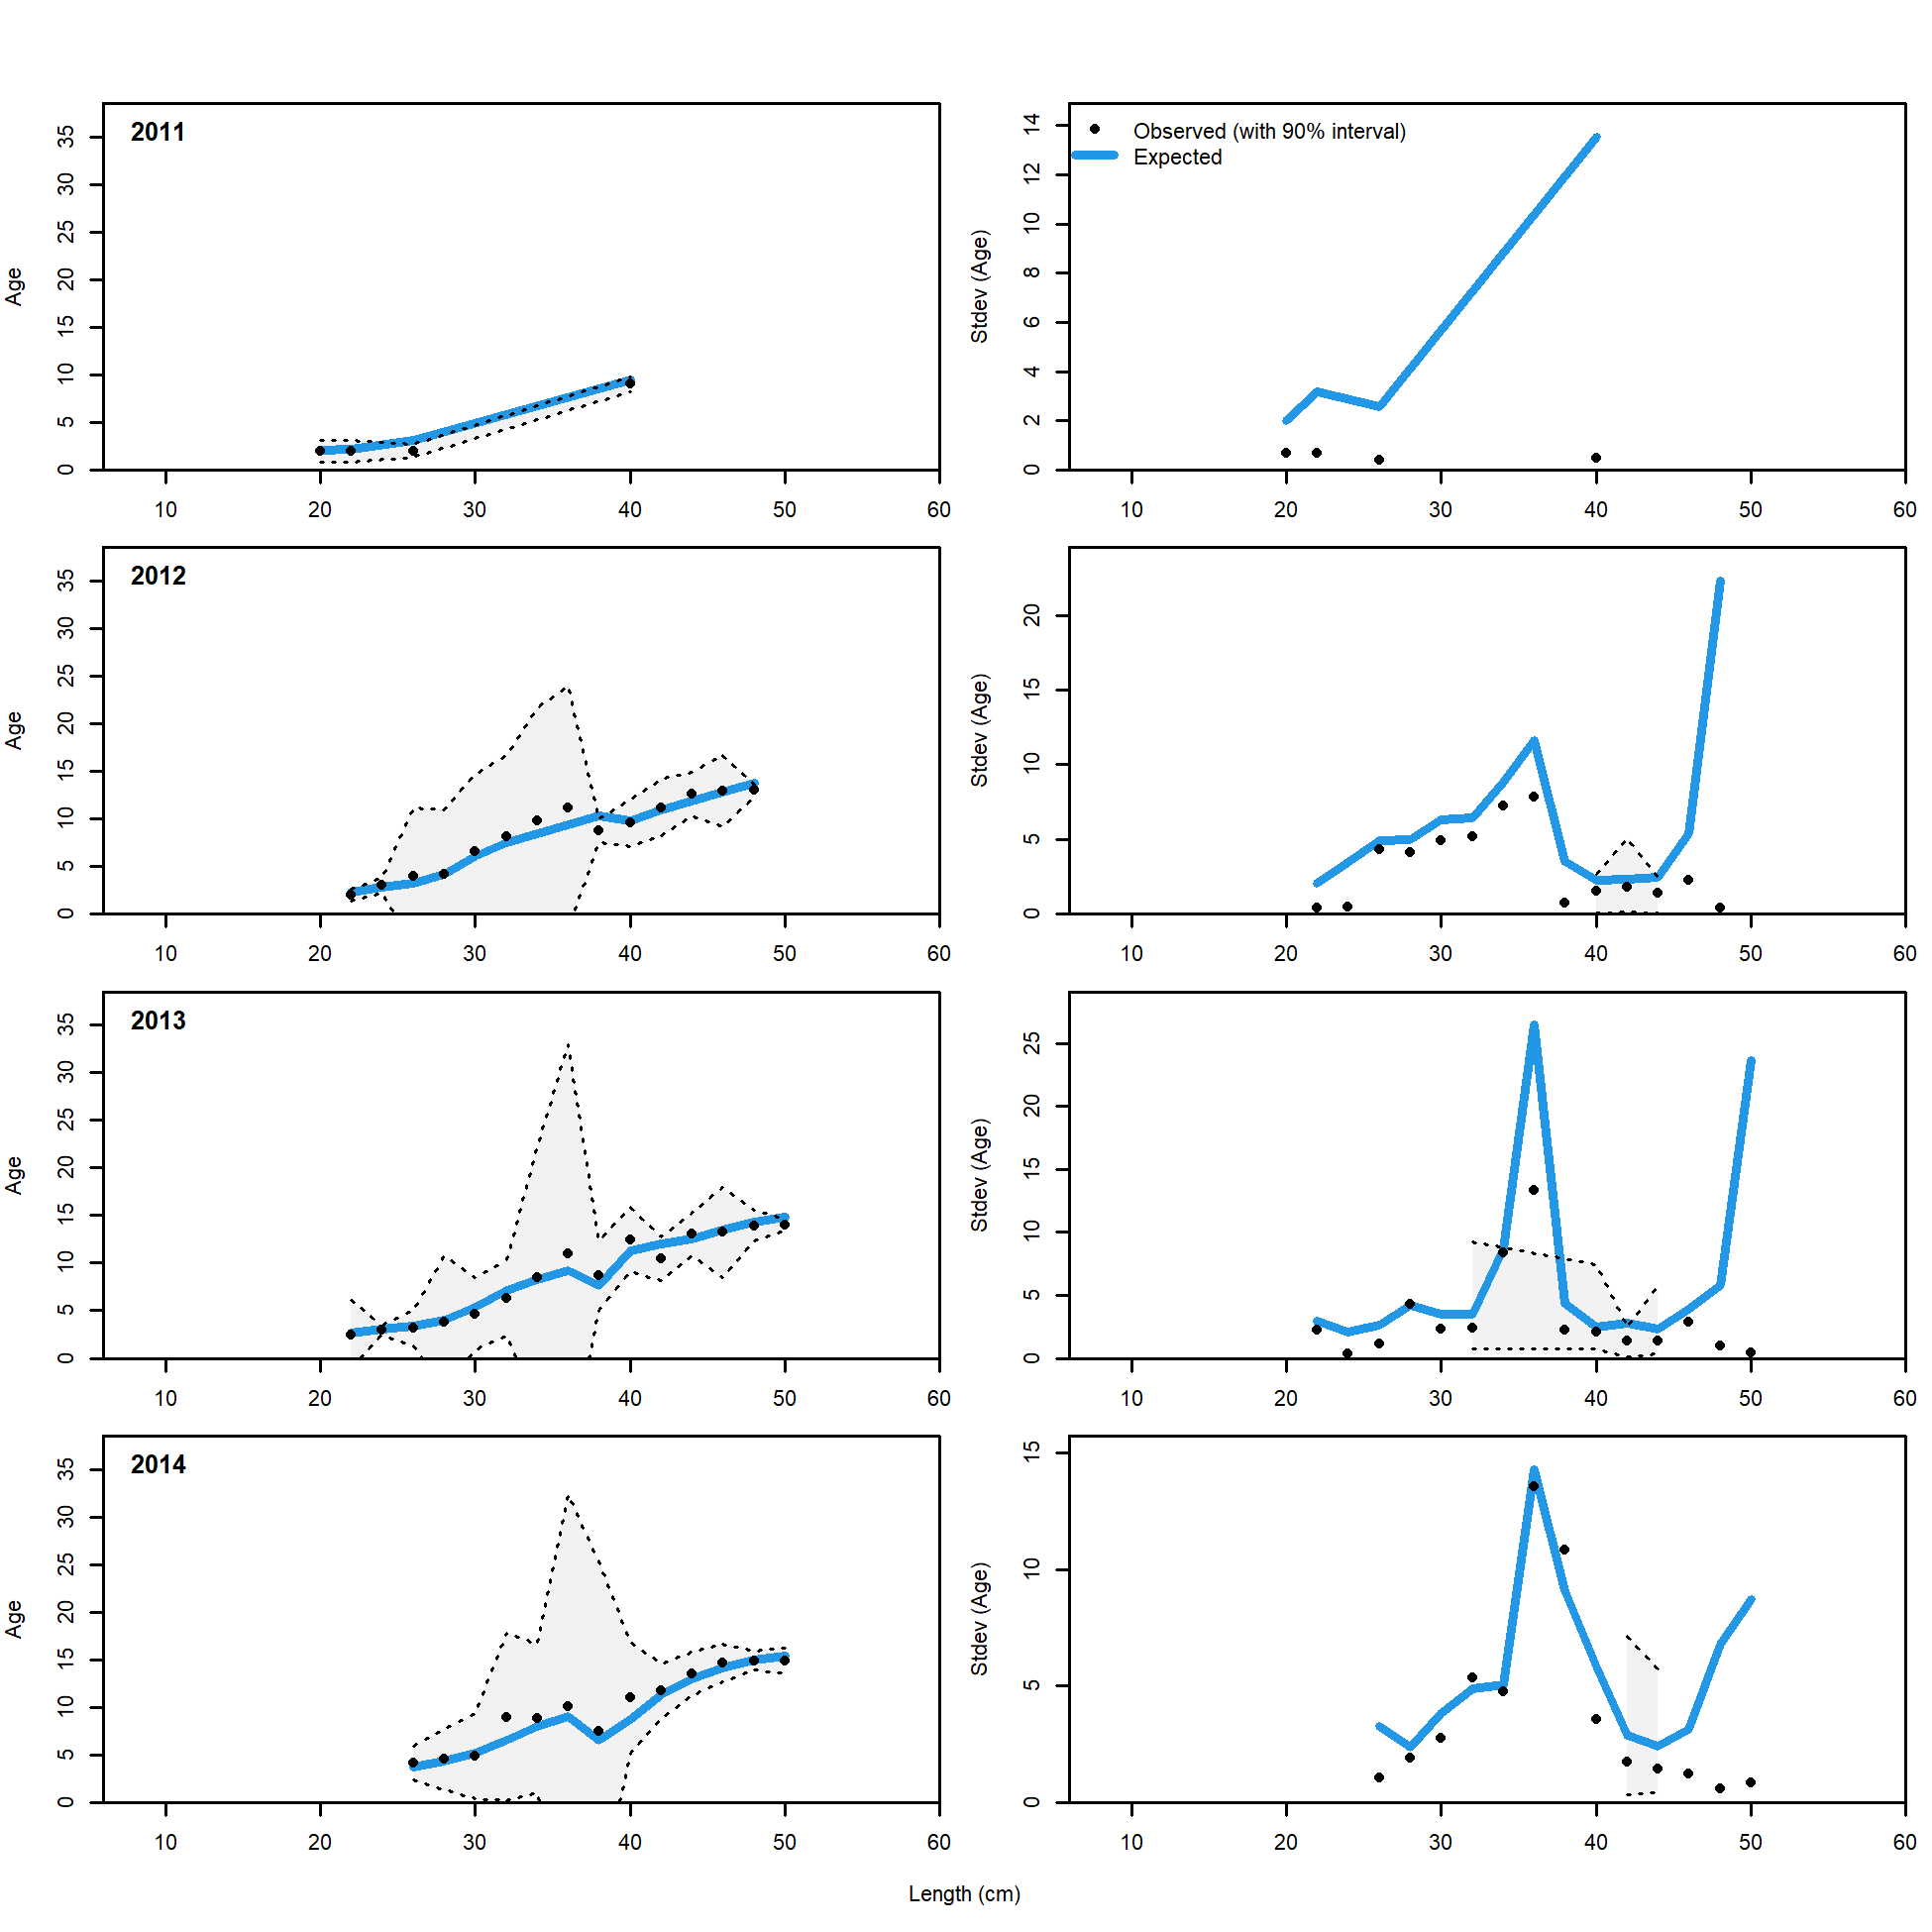 2011
Age
0 5 10 15 20 25 30 35
10 20 30 40 50 60
Observed (with 90% interval)
Expected
Stdev (Age)
0 2 4 6 8 10 12 14
10 20 30 40 50 60
2012
Age
0 5 10 15 20 25 30 35
10 20 30 40 50 60
Stdev (Age)
0 5 10 15 20
10 20 30 40 50 60
2013
Age
0 5 10 15 20 25 30 35
10 20 30 40 50 60
Stdev (Age)
0 5 10 15 20 25
10 20 30 40 50 60
2014
Age
0 5 10 15 20 25 30 35
10 20 30 40 50 60
Stdev (Age)
0 5 10 15
10 20 30 40 50 60
Length (cm)